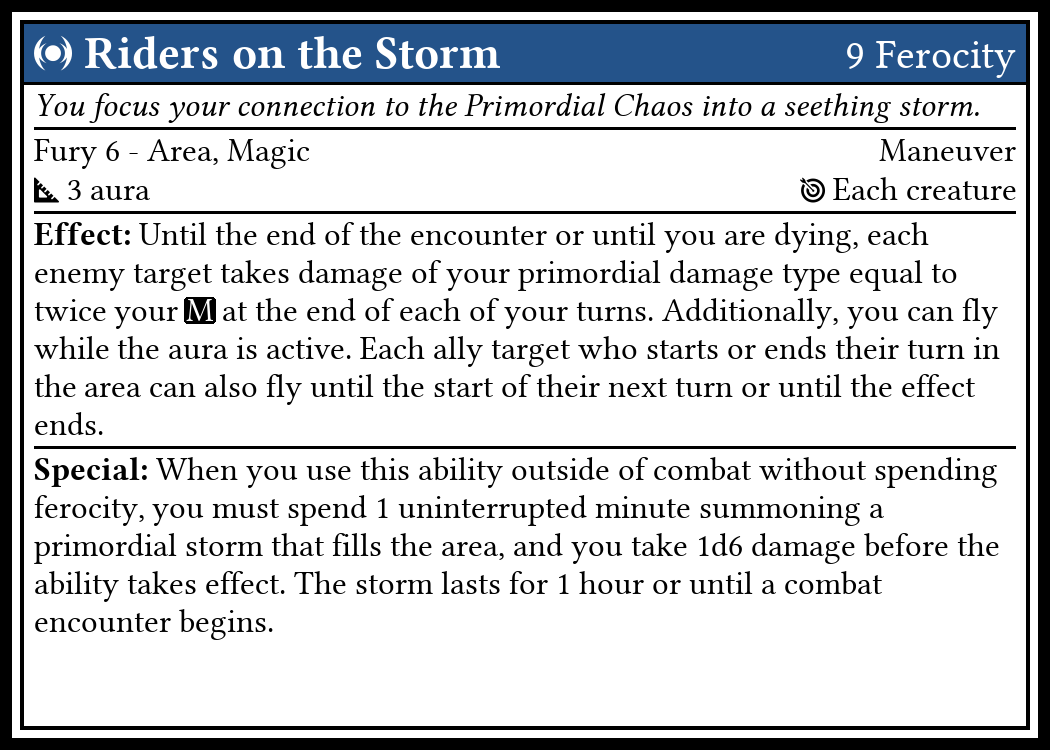 Riders on the Storm 9 Ferocity
You focus your connection to the Primordial Chaos into a seething storm.
Fury 6 - Area, Magic Maneuver
3 aura Each creature
Effect: Until the end of the encounter or until you are dying, each
enemy target takes damage of your primordial damage type equal to
twice your M at the end of each of your turns. Additionally, you can fly
while the aura is active. Each ally target who starts or ends their turn in
the area can also fly until the start of their next turn or until the effect
ends.
Special: When you use this ability outside of combat without spending
ferocity, you must spend 1 uninterrupted minute summoning a
primordial storm that fills the area, and you take 1d6 damage before the
ability takes effect. The storm lasts for 1 hour or until a combat
encounter begins.